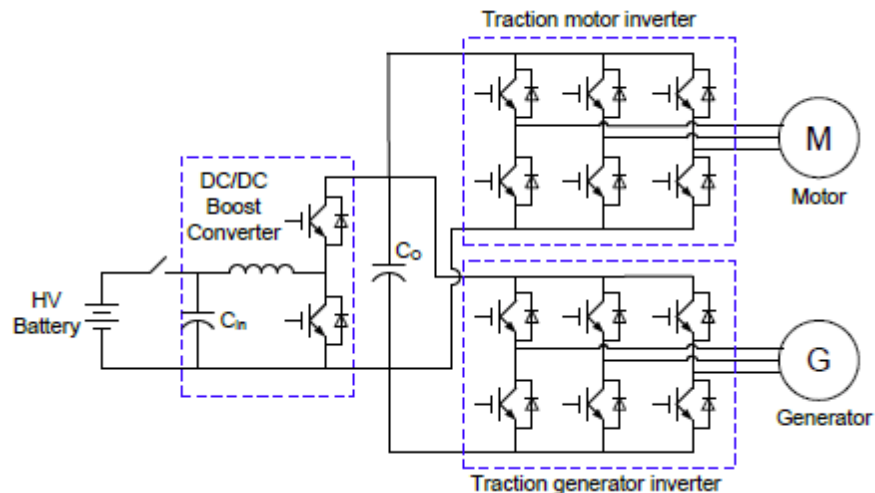 Traction motor inverter
M
Motor
DC/DC
Boost
Converter
Co
HV
Battery
Cin
G
Generator
Traction generator inverter